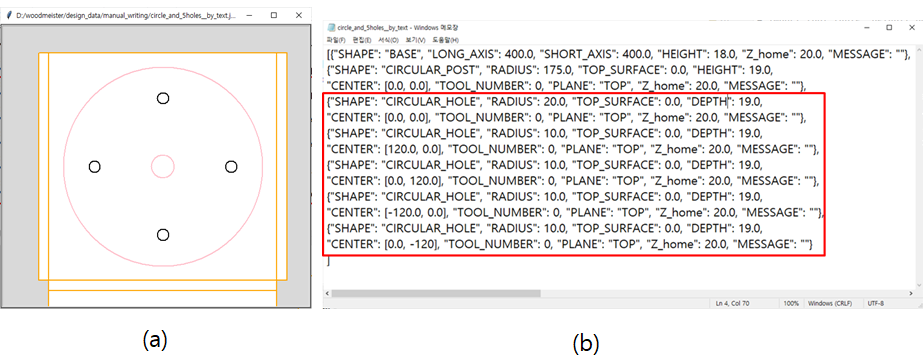 D:/woodmeister/design_data/manual_writing/circle_and_5holes__by_text.j...
circle_and_5holes__by_text - Windows 메모장
파일(F) 편집(E) 서식(O) 보기(V) 도움말(H)
[{"SHAPE": "BASE", "LONG_AXIS": 400.0, "SHORT_AXIS": 400.0, "HEIGHT": 18.0, "Z_home": 20.0, "MESSAGE": ""},
{"SHAPE": "CIRCULAR_POST", "RADIUS": 175.0, "TOP_SURFACE": 0.0, "HEIGHT": 19.0,
"CENTER": [0.0, 0.0], "TOOL_NUMBER": 0, "PLANE": "TOP", "Z_home": 20.0, "MESSAGE": ""},
{"SHAPE": "CIRCULAR_HOLE", "RADIUS": 20.0, "TOP_SURFACE": 0.0, "DEPTH": 19.0,
"CENTER": [0.0, 0.0], "TOOL_NUMBER": 0, "PLANE": "TOP", "Z_home": 20.0, "MESSAGE": ""},
{"SHAPE": "CIRCULAR_HOLE", "RADIUS": 10.0, "TOP_SURFACE": 0.0, "DEPTH": 19.0,
"CENTER": [120.0, 0.0], "TOOL_NUMBER": 0, "PLANE": "TOP", "Z_home": 20.0, "MESSAGE": ""},
{"SHAPE": "CIRCULAR_HOLE", "RADIUS": 10.0, "TOP_SURFACE": 0.0, "DEPTH": 19.0,
"CENTER": [0.0, 120.0], "TOOL_NUMBER": 0, "PLANE": "TOP", "Z_home": 20.0, "MESSAGE": ""},
{"SHAPE": "CIRCULAR_HOLE", "RADIUS": 10.0, "TOP_SURFACE": 0.0, "DEPTH": 19.0,
"CENTER": [-120.0, 0.0], "TOOL_NUMBER": 0, "PLANE": "TOP", "Z_home": 20.0, "MESSAGE": ""},
{"SHAPE": "CIRCULAR_HOLE", "RADIUS": 10.0, "TOP_SURFACE": 0.0, "DEPTH": 19.0,
"CENTER": [0.0, -120], "TOOL_NUMBER": 0, "PLANE": "TOP", "Z_home": 20.0, "MESSAGE": ""}
]
Ln 4, Col 70 100% Windows (CRLF) UTF-8
(a)
(b)